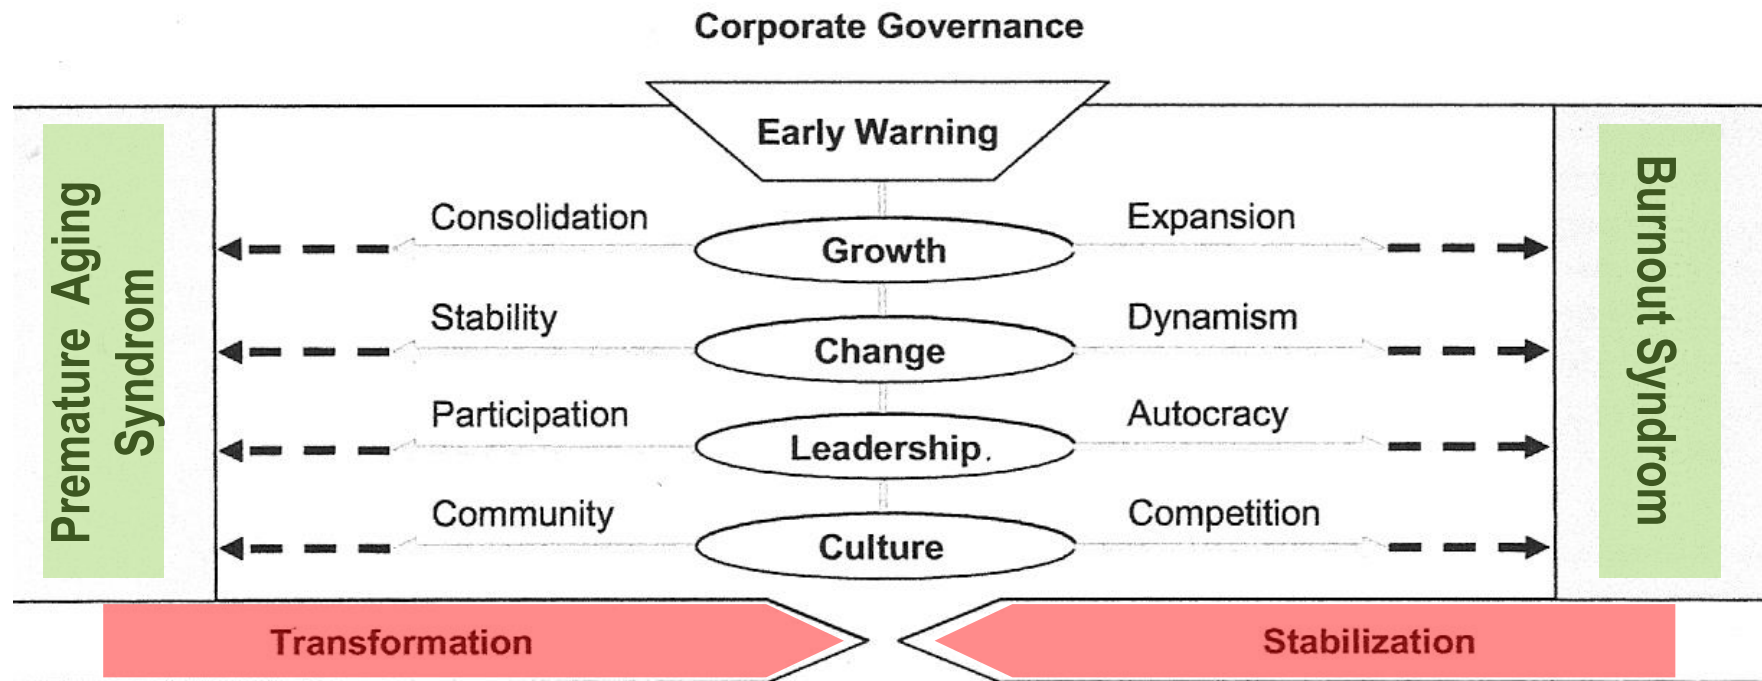 Corporate Governance
Early Warning
Premature Aging
Syndrom
Burnout Syndrom
Consolidation
Growth
Expansion
Stability
Change
Dynamism
Participation
Leadership.
Autocracy
Community
Culture
Competition
Transformation
Stabilization